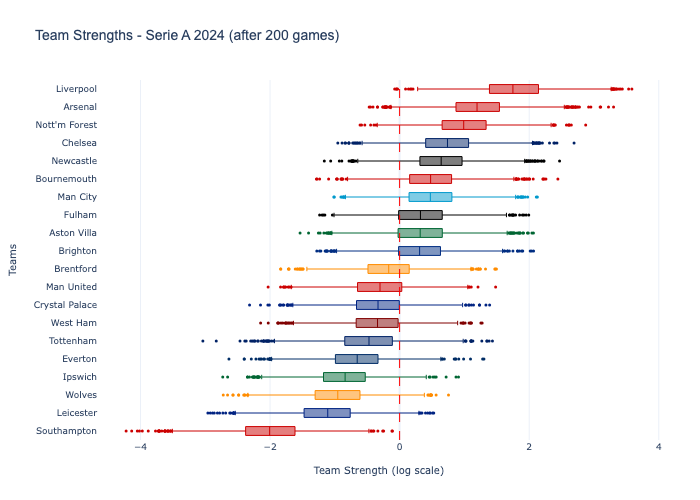 Team Strengths - Serie A 2024 (after 200 games)
Liverpool
Arsenal
Nott'm Forest
Chelsea
Newcastle
Bournemouth
Man City
Fulham
Aston Villa
Brighton
Brentford
Man United
Crystal Palace
West Ham
Tottenham
Everton
Ipswich
Wolves
Leicester
Southampton
Teams
−4 −2 0 2 4
Team Strength (log scale)